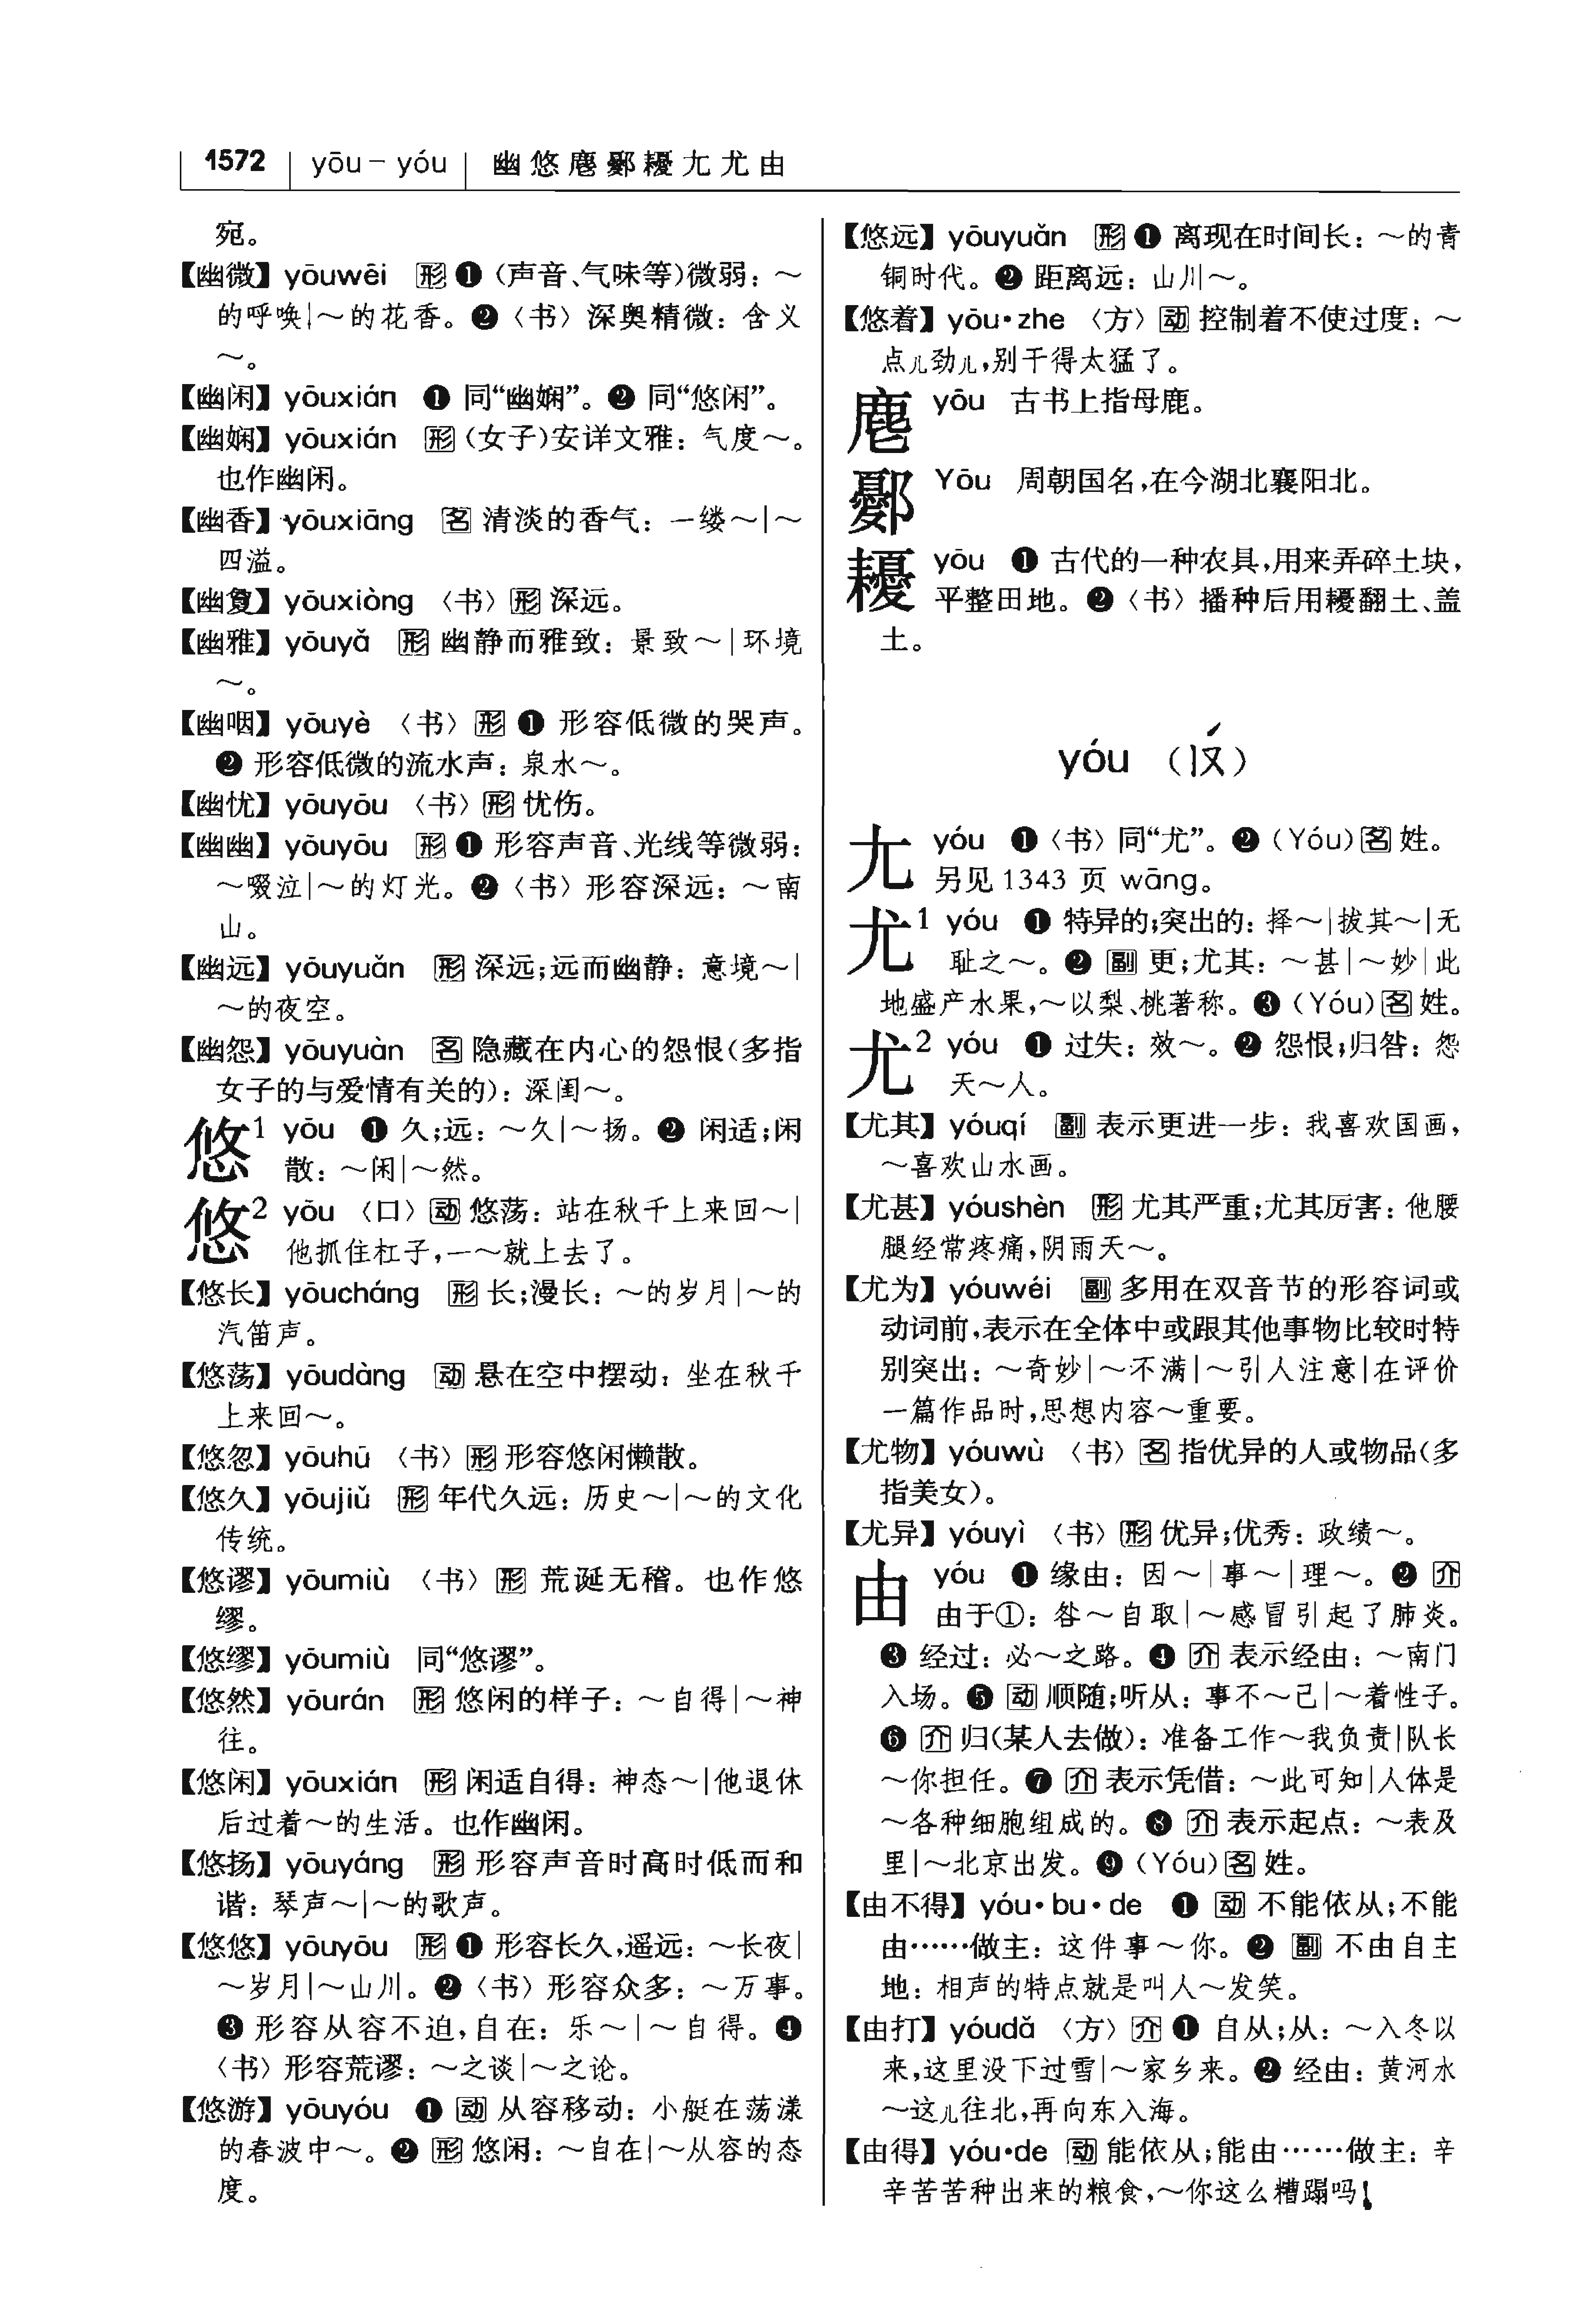 1572 yōu－yóu 幽悠麀鄾耰尢尤由
宛。
【幽微】yōuwēi 形❶（声音、气味等）微弱：～
的呼唤|～的花香。❷〈书〉深奥精微：含义
～。
【幽闲】yōuxián ❶同“幽娴”。❷同“悠闲”。
【幽娴】yōuxián 形（女子）安详文雅：气度～。
也作幽闲。
【幽香】yōuxiāng 名清淡的香气：一缕～|～
四溢。
【幽夐】yōuxiòng 〈书〉形深远。
【幽雅】yōuyǎ 形幽静而雅致：景致～|环境
～。
【幽咽】yōuyè 〈书〉形❶形容低微的哭声。
❷形容低微的流水声：泉水～。
【幽忧】yōuyōu 〈书〉形忧伤。
【幽幽】yōuyōu 形❶形容声音、光线等微弱：
～啜泣|～的灯光。❷〈书〉形容深远：～南
山。
【幽远】yōuyuǎn 形深远；远而幽静：意境～|
～的夜空。
【幽怨】yōuyuàn 名隐藏在内心的怨恨（多指
女子的与爱情有关的）：深闺～。
悠1 yōu ❶久；远：～久|～扬。❷闲适；闲
散：～闲|～然。
悠2 yōu 〈口〉动悠荡：站在秋千上来回～|
他抓住杠子，一～就上去了。
【悠长】yōucháng 形长；漫长：～的岁月|～的
汽笛声。
【悠荡】yōudàng 动悬在空中摆动：坐在秋千
上来回～。
【悠忽】yōuhū 〈书〉形形容悠闲懒散。
【悠久】yōujiǔ 形年代久远：历史～|～的文化
传统。
【悠谬】yōumiù 〈书〉形荒诞无稽。也作悠
缪。
【悠缪】yōumiù 同“悠谬”。
【悠然】yōurán 形悠闲的样子：～自得|～神
往。
【悠闲】yōuxián 形闲适自得：神态～|他退休
后过着～的生活。也作幽闲。
【悠扬】yōuyáng 形形容声音时高时低而和
谐：琴声～|～的歌声。
【悠悠】yōuyōu 形❶形容长久，遥远：～长夜|
～岁月|～山川。❷〈书〉形容众多：～万事。
❸形容从容不迫，自在：乐～|～自得。❹
〈书〉形容荒谬：～之谈|～之论。
【悠游】yōuyóu ❶动从容移动：小艇在荡漾
的春波中～。❷形悠闲：～自在|～从容的态
度。
【悠远】yōuyuǎn 形❶离现在时间长：～的青
铜时代。❷距离远：山川～。
【悠着】yōu·zhe 〈方〉动控制着不使过度：～
点儿劲儿，别干得太猛了。
麀 yōu 古书上指母鹿。
鄾 Yōu 周朝国名，在今湖北襄阳北。
耰 yōu ❶古代的一种农具，用来弄碎土块，
平整田地。❷〈书〉播种后用耰翻土、盖
土。
yóu （ㄧㄡˊ）
尢 yóu ❶〈书〉同“尤”。❷（Yóu）名姓。
另见1343页 wāng。
尤1 yóu ❶特异的；突出的：择～|拔其～|无
耻之～。❷副更；尤其：～甚|～妙|此
地盛产水果，～以梨、桃著称。❸（Yóu）名姓。
尤2 yóu ❶过失：效～。❷怨恨；归咎：怨
天～人。
【尤其】yóuqí 副表示更进一步：我喜欢国画，
～喜欢山水画。
【尤甚】yóushèn 形尤其严重；尤其厉害：他腰
腿经常疼痛，阴雨天～。
【尤为】yóuwéi 副多用在双音节的形容词或
动词前，表示在全体中或跟其他事物比较时特
别突出：～奇妙|～不满|～引人注意|在评价
一篇作品时，思想内容～重要。
【尤物】yóuwù 〈书〉名指优异的人或物品（多
指美女）。
【尤异】yóuyì 〈书〉形优异；优秀：政绩～。
由 yóu ❶缘由：因～|事～|理～。❷介
由于①：咎～自取|～感冒引起了肺炎。
❸经过：必～之路。❹介表示经由：～南门
入场。❺动顺随；听从：事不～己|～着性子。
❻介归（某人去做）：准备工作～我负责|队长
～你担任。❼介表示凭借：～此可知|人体是
～各种细胞组成的。❽介表示起点：～表及
里|～北京出发。❾（Yóu）名姓。
【由不得】yóu·bu·de ❶动不能依从；不能
由……做主：这件事～你。❷副不由自主
地：相声的特点就是叫人～发笑。
【由打】yóudǎ 〈方〉介❶自从；从：～入冬以
来，这里没下过雪|～家乡来。❷经由：黄河水
～这儿往北，再向东入海。
【由得】yóu·de 动能依从；能由……做主：辛
辛苦苦种出来的粮食，～你这么糟蹋吗！